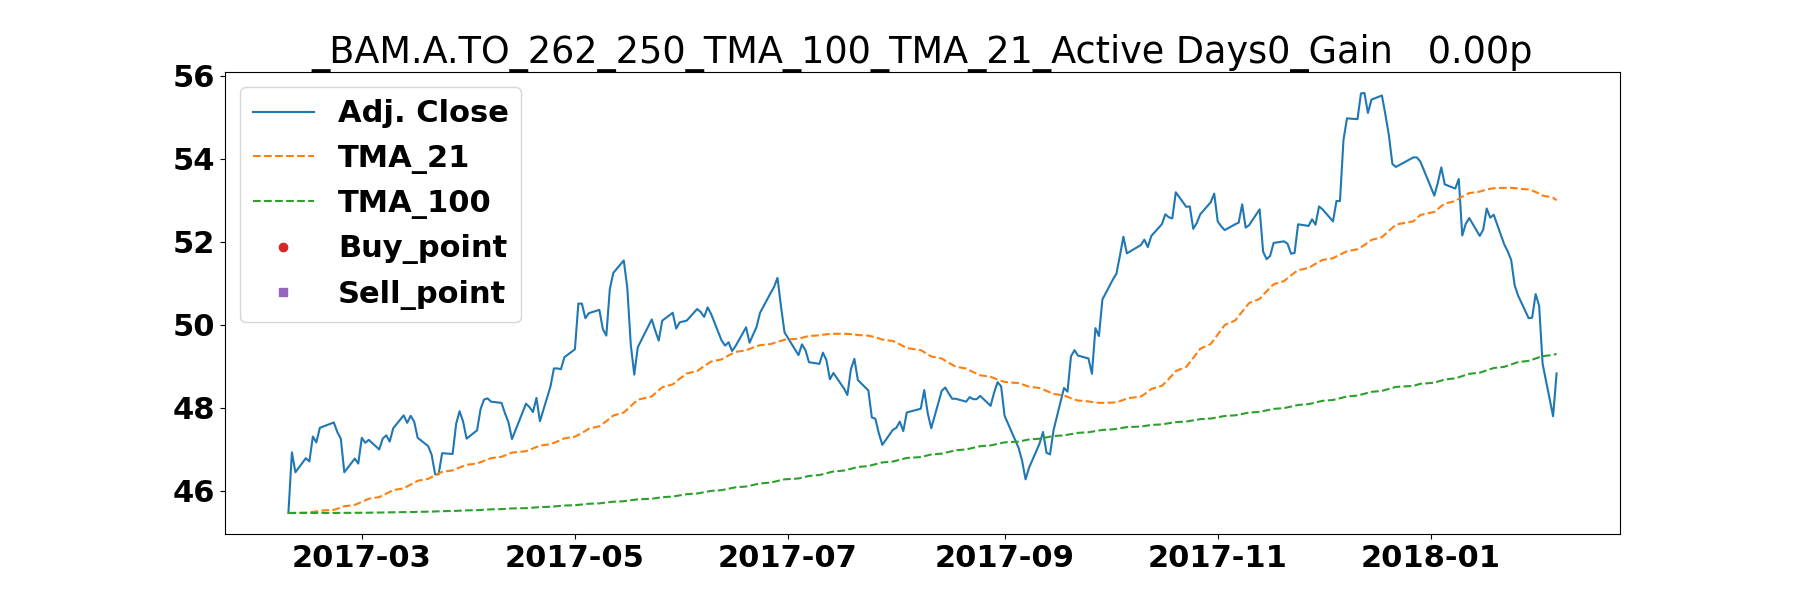 _BAM.A.TO_262_250_TMA_100_TMA_21_Active Days0_Gain   0.00p
56
54
52
50
48
46
Adj. Close
TMA_21
TMA_100
Buy_point
Sell_point
2017-03 2017-05 2017-07 2017-09 2017-11 2018-01